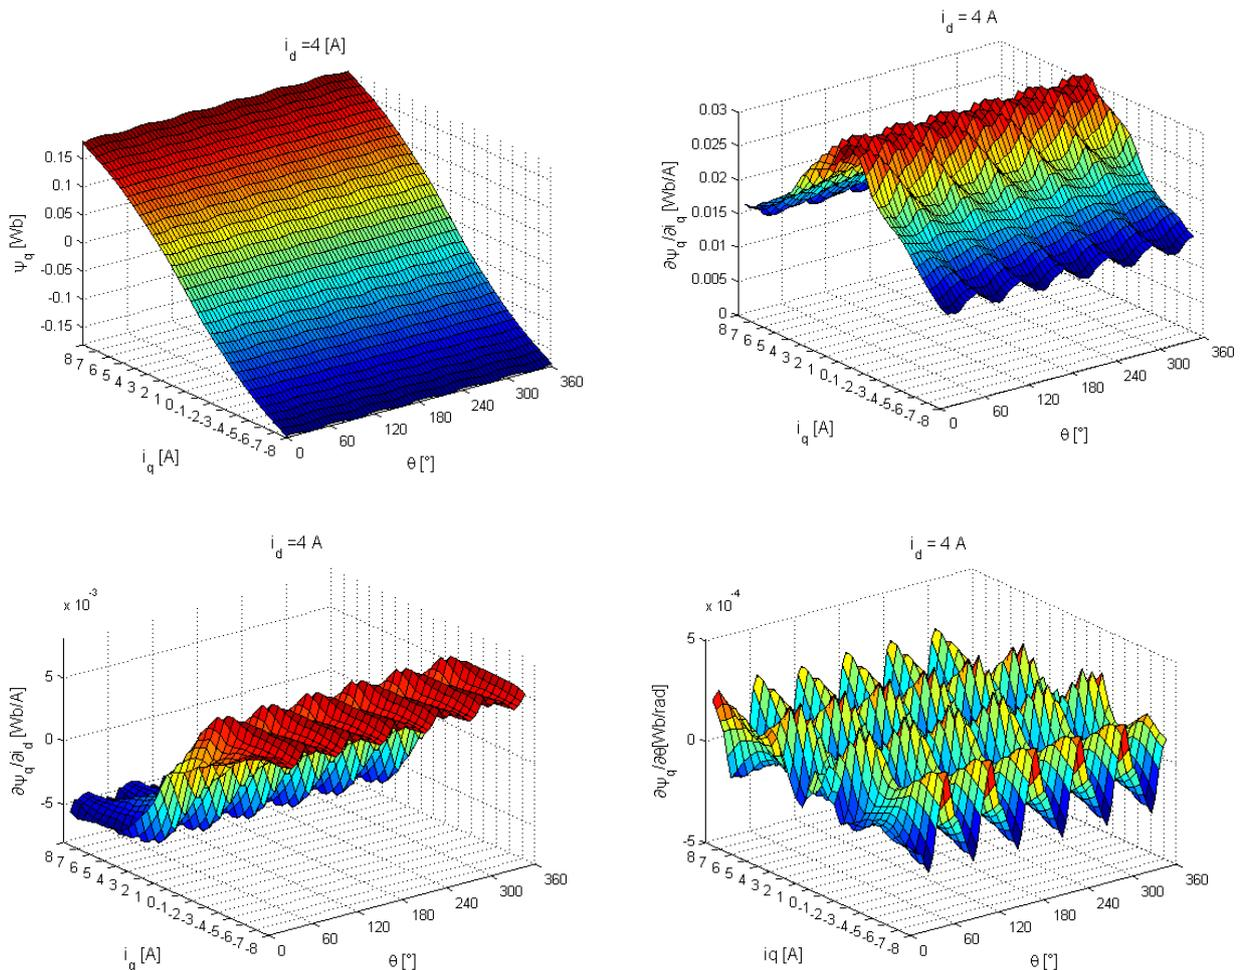 i_d =4 [A]
ψ_q [Wb]
0.15
0.1
0.05
0
-0.05
-0.1
-0.15
8 7 6 5 4 3 2 1 0 -1 -2 -3 -4 -5 -6 -7 -8
i_q [A]
0 60 120 180 240 300 360
θ [°]
i_d = 4 A
∂ψ_q/∂i_q [Wb/A]
0.03
0.025
0.02
0.015
0.01
0.005
0
8 7 6 5 4 3 2 1 0 -1 -2 -3 -4 -5 -6 -7 -8
i_q [A]
0 60 120 180 240 300 360
θ [°]
i_d =4 A
x 10^-3
∂ψ_q/∂i_d [Wb/A]
5
0
-5
8 7 6 5 4 3 2 1 0 -1 -2 -3 -4 -5 -6 -7 -8
i_q [A]
0 60 120 180 240 300 360
θ [°]
i_d = 4 A
x 10^-4
∂ψ_q/∂θ[Wb/rad]
5
0
-5
8 7 6 5 4 3 2 1 0 -1 -2 -3 -4 -5 -6 -7 -8
iq [A]
0 60 120 180 240 300 360
θ [°]